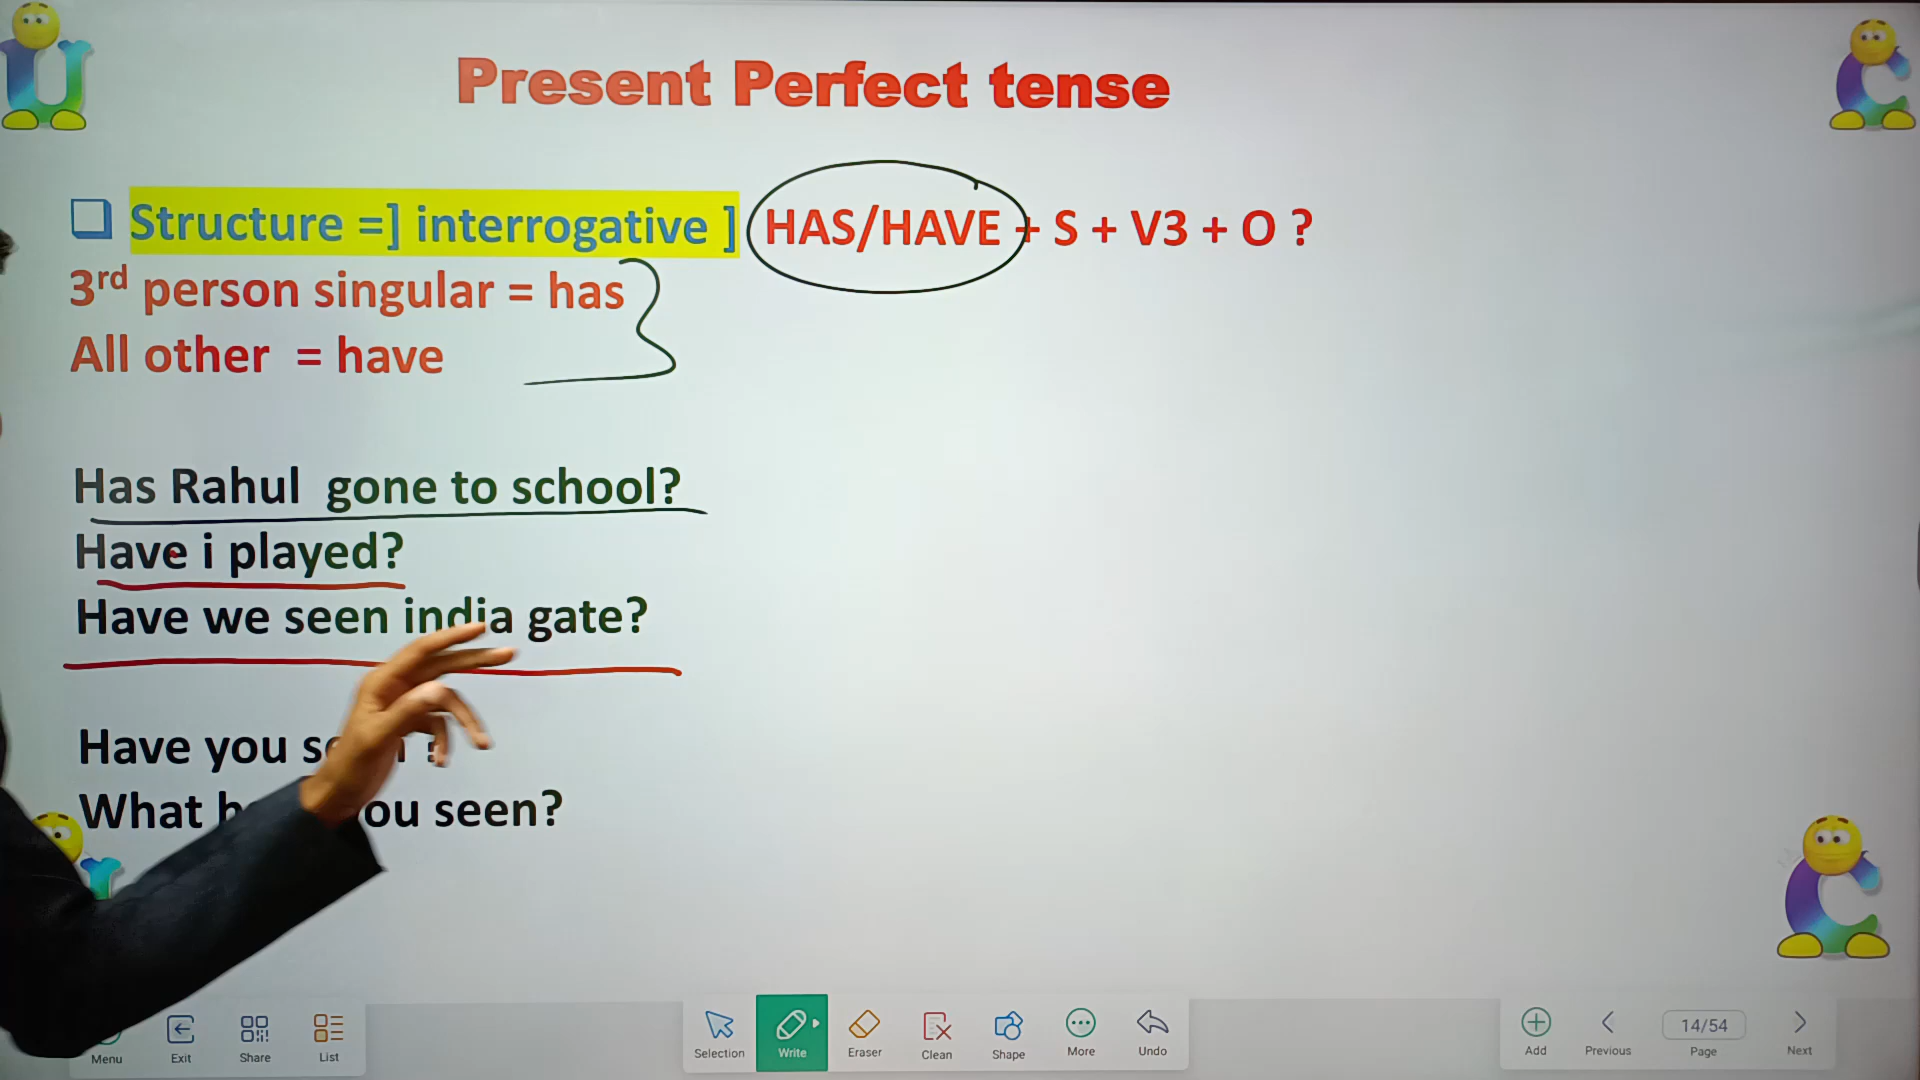 Present Perfect tense
Structure =] interrogative ] HAS/HAVE + S + V3 + O ?
3rd person singular = has
All other = have
Has Rahul gone to school?
Have i played?
Have we seen india gate?
Have you ?
What you seen?
Menu Exit Share List Selection Write Eraser Clean Shape More Undo Add Previous 14/54 Page Next